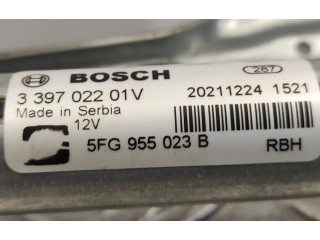 BOSCH 267
3 397 022 01V 20211224 1521
Made in Serbia
12V
5FG 955 023 B RBH